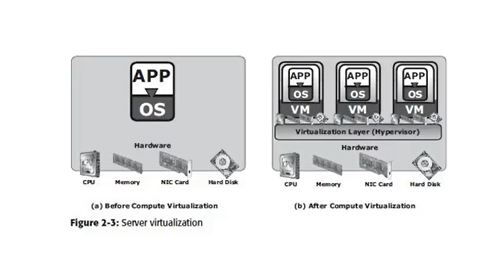 APP
OS
Hardware
CPU
Memory
NIC Card
Hard Disk
(a) Before Compute Virtualization
APP
OS
VM
APP
OS
VM
APP
OS
VM
Virtualization Layer (Hypervisor)
Hardware
CPU
Memory
NIC Card
Hard Disk
(b) After Compute Virtualization
Figure 2-3: Server virtualization